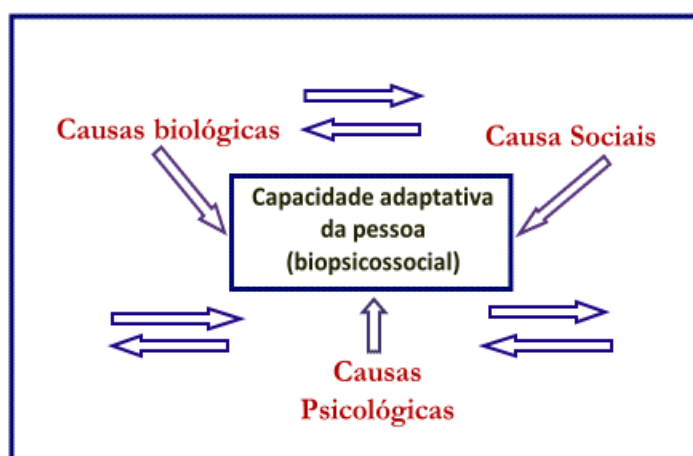 Causas biológicas
Causa Sociais
Capacidade adaptativa
da pessoa
(biopsicossocial)
Causas
Psicológicas